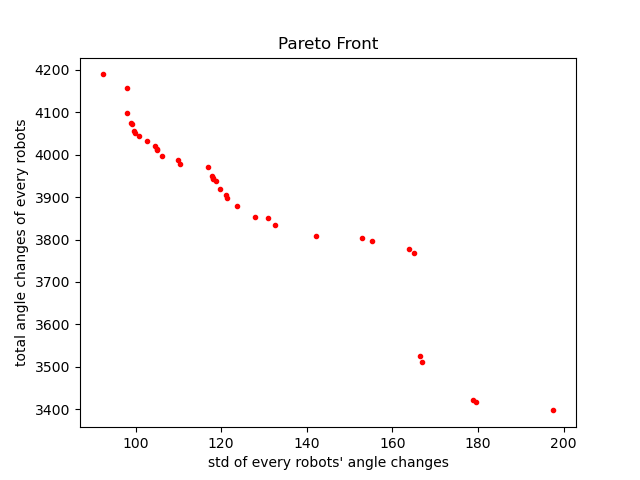 Pareto Front
total angle changes of every robots
4200
4100
4000
3900
3800
3700
3600
3500
3400
100 120 140 160 180 200
std of every robots' angle changes